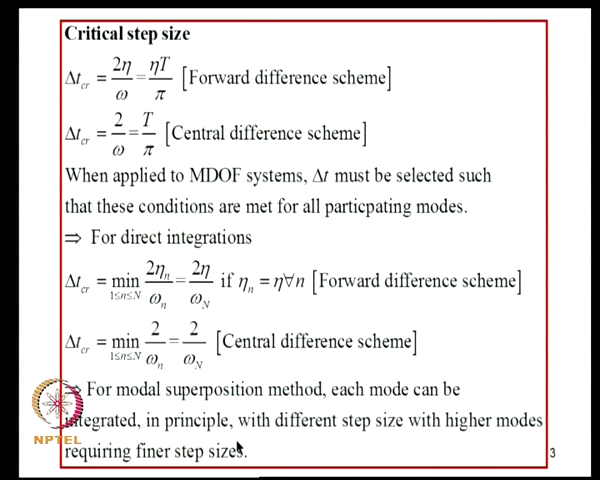 Critical step size
Δt_cr = 2η/ω = ηT/π [Forward difference scheme]
Δt_cr = 2/ω = T/π [Central difference scheme]
When applied to MDOF systems, Δt must be selected such
that these conditions are met for all particpating modes.
⇒ For direct integrations
Δt_cr = min_{1≤n≤N} 2η_n/ω_n = 2η/ω_N if η_n = η∀n [Forward difference scheme]
Δt_cr = min_{1≤n≤N} 2/ω_n = 2/ω_N [Central difference scheme]
⇒ For modal superposition method, each mode can be
integrated, in principle, with different step size with higher modes
requiring finer step sizes.
NPTEL
3